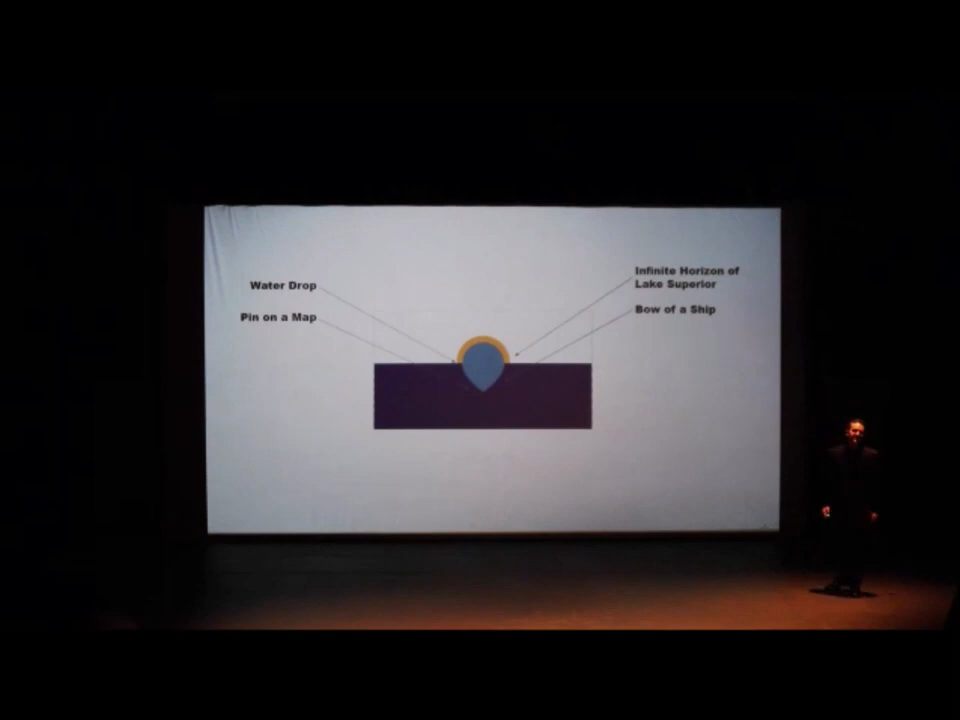 Water Drop
Pin on a Map
Infinite Horizon of
Lake Superior
Bow of a Ship